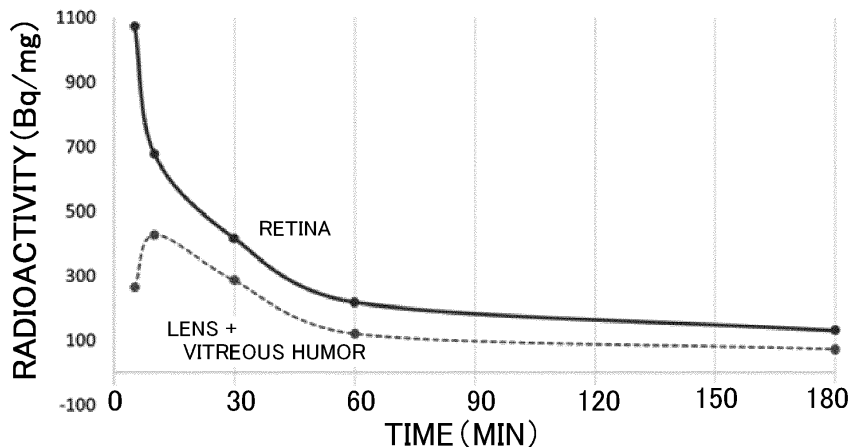 RADIOACTIVITY(Bq/mg)
1100
900
700
500
300
100
-100
RETINA
LENS +
VITREOUS HUMOR
0 30 60 90 120 150 180
TIME(MIN)